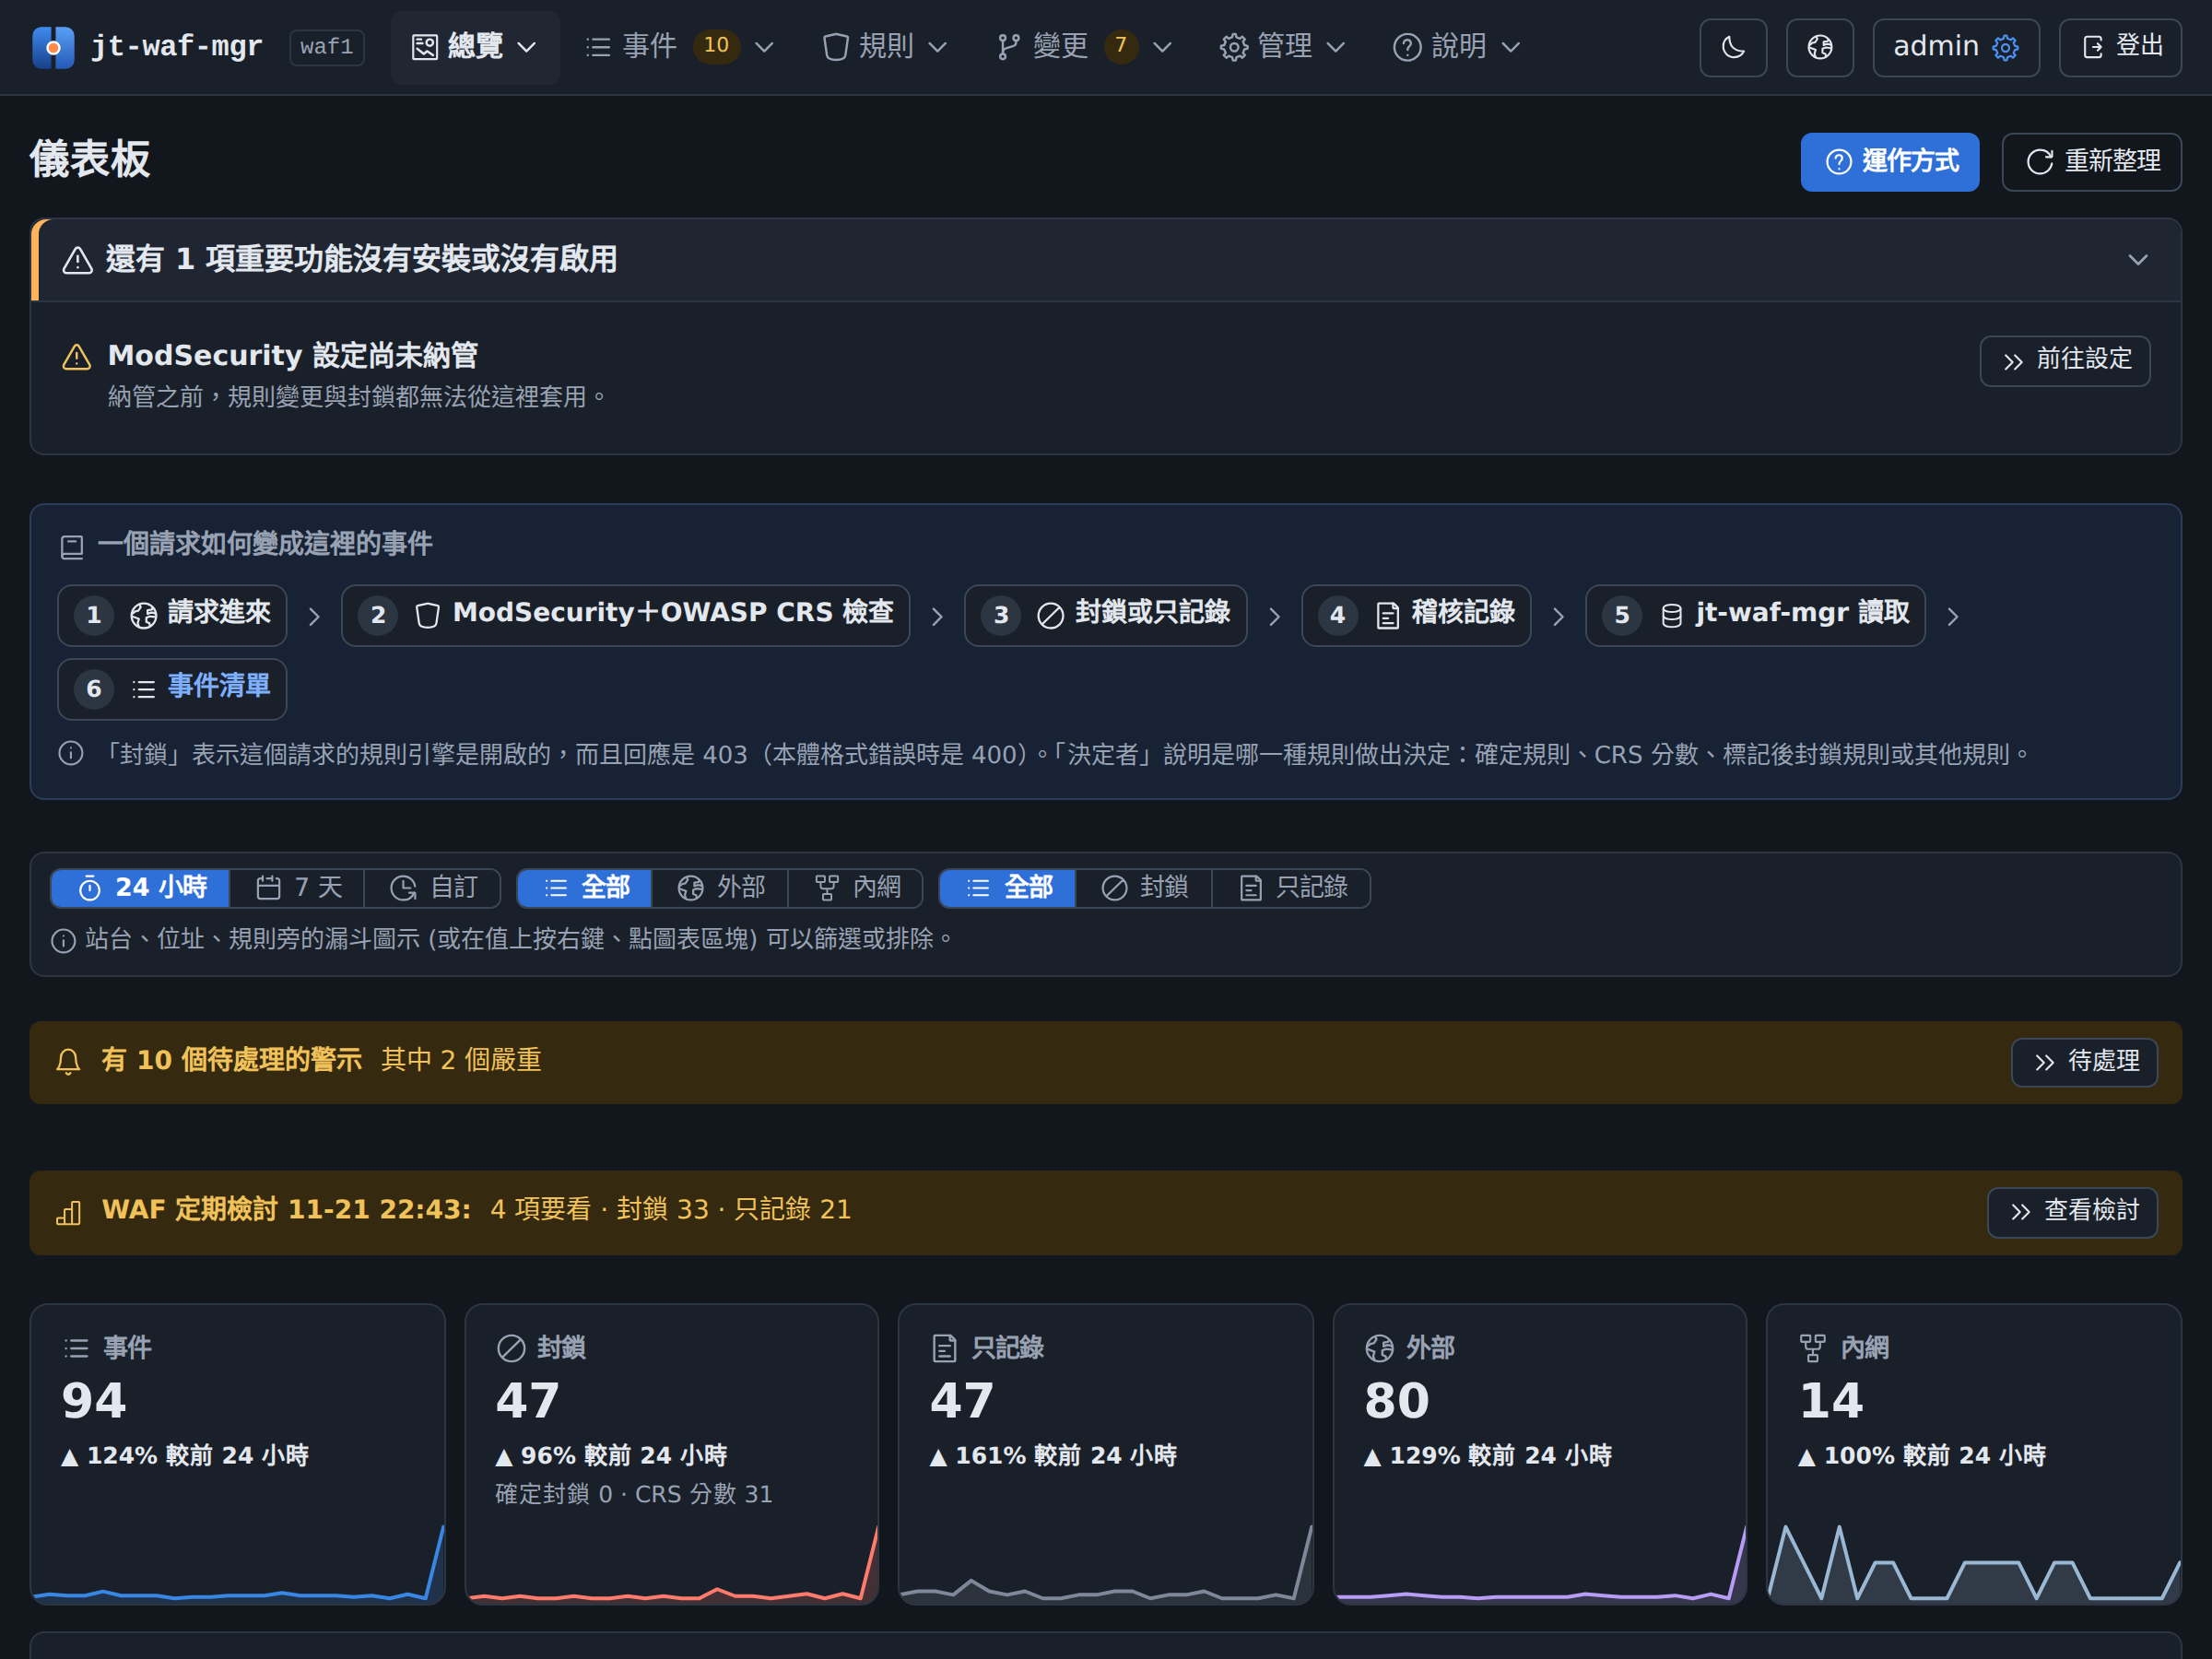 jt-waf-mgr waf1 總覽 事件 10 規則 變更 7 管理 說明 admin 登出
儀表板 運作方式 重新整理
還有 1 項重要功能沒有安裝或沒有啟用
ModSecurity 設定尚未納管 前往設定
納管之前，規則變更與封鎖都無法從這裡套用。
一個請求如何變成這裡的事件
1 請求進來 2 ModSecurity＋OWASP CRS 檢查 3 封鎖或只記錄 4 稽核記錄 5 jt-waf-mgr 讀取
6 事件清單
「封鎖」表示這個請求的規則引擎是開啟的，而且回應是 403（本體格式錯誤時是 400）。「決定者」說明是哪一種規則做出決定：確定規則、CRS 分數、標記後封鎖規則或其他規則。
24 小時 7 天 自訂 全部 外部 內網 全部 封鎖 只記錄
站台、位址、規則旁的漏斗圖示 (或在值上按右鍵、點圖表區塊) 可以篩選或排除。
有 10 個待處理的警示 其中 2 個嚴重 待處理
WAF 定期檢討 11-21 22:43: 4 項要看 · 封鎖 33 · 只記錄 21 查看檢討
事件 封鎖 只記錄 外部 內網
94 47 47 80 14
▲ 124% 較前 24 小時 ▲ 96% 較前 24 小時 ▲ 161% 較前 24 小時 ▲ 129% 較前 24 小時 ▲ 100% 較前 24 小時
確定封鎖 0 · CRS 分數 31